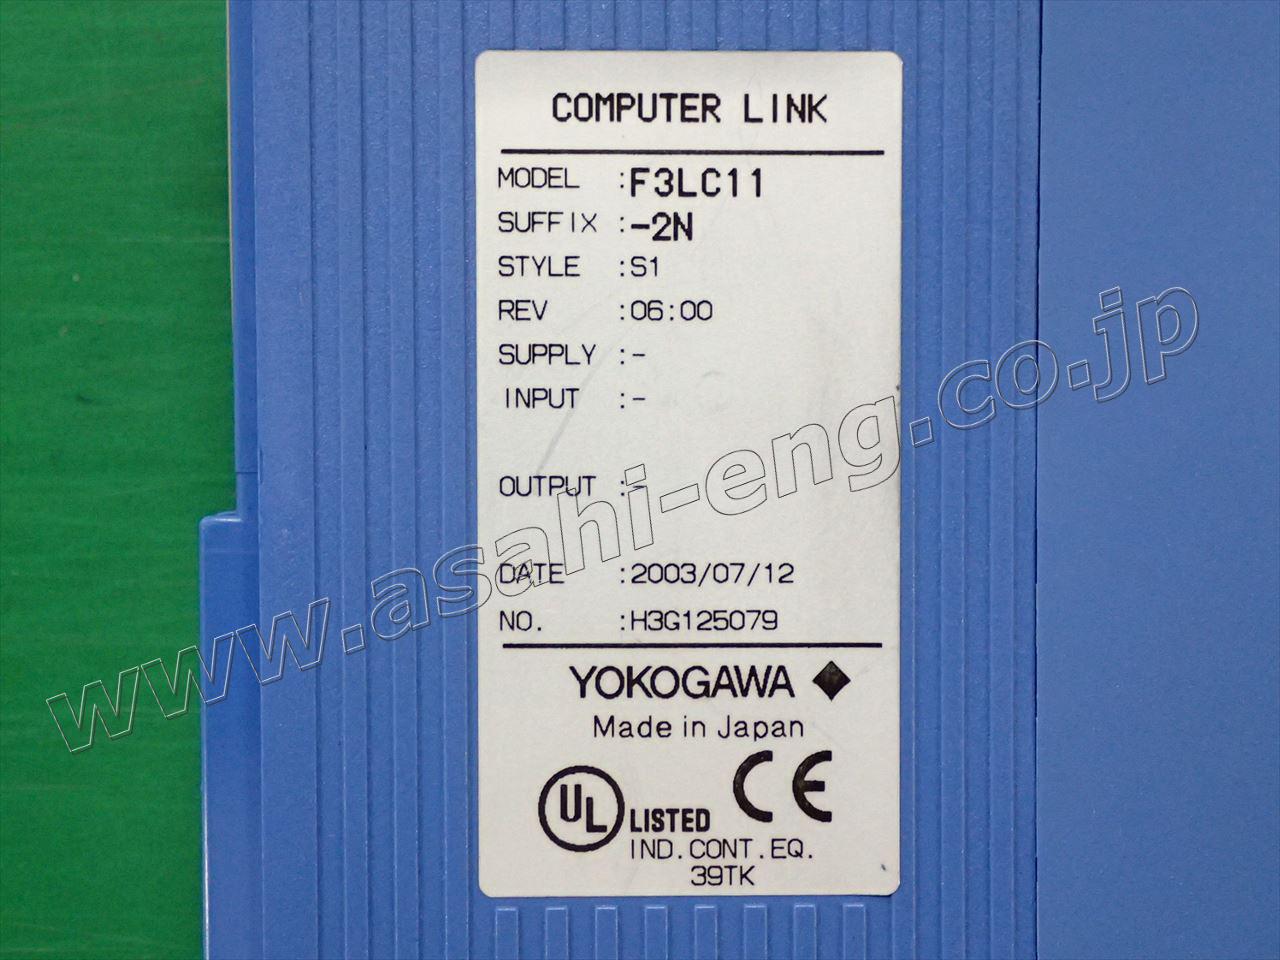 COMPUTER LINK
MODEL :F3LC11
SUFFIX :-2N
STYLE :S1
REV :06:00
SUPPLY :-
INPUT :-
OUTPUT :-
DATE :2003/07/12
NO. :H3G125079
YOKOGAWA
Made in Japan
UL LISTED CE
IND.CONT.EQ.
39TK
www.asahi-eng.co.jp